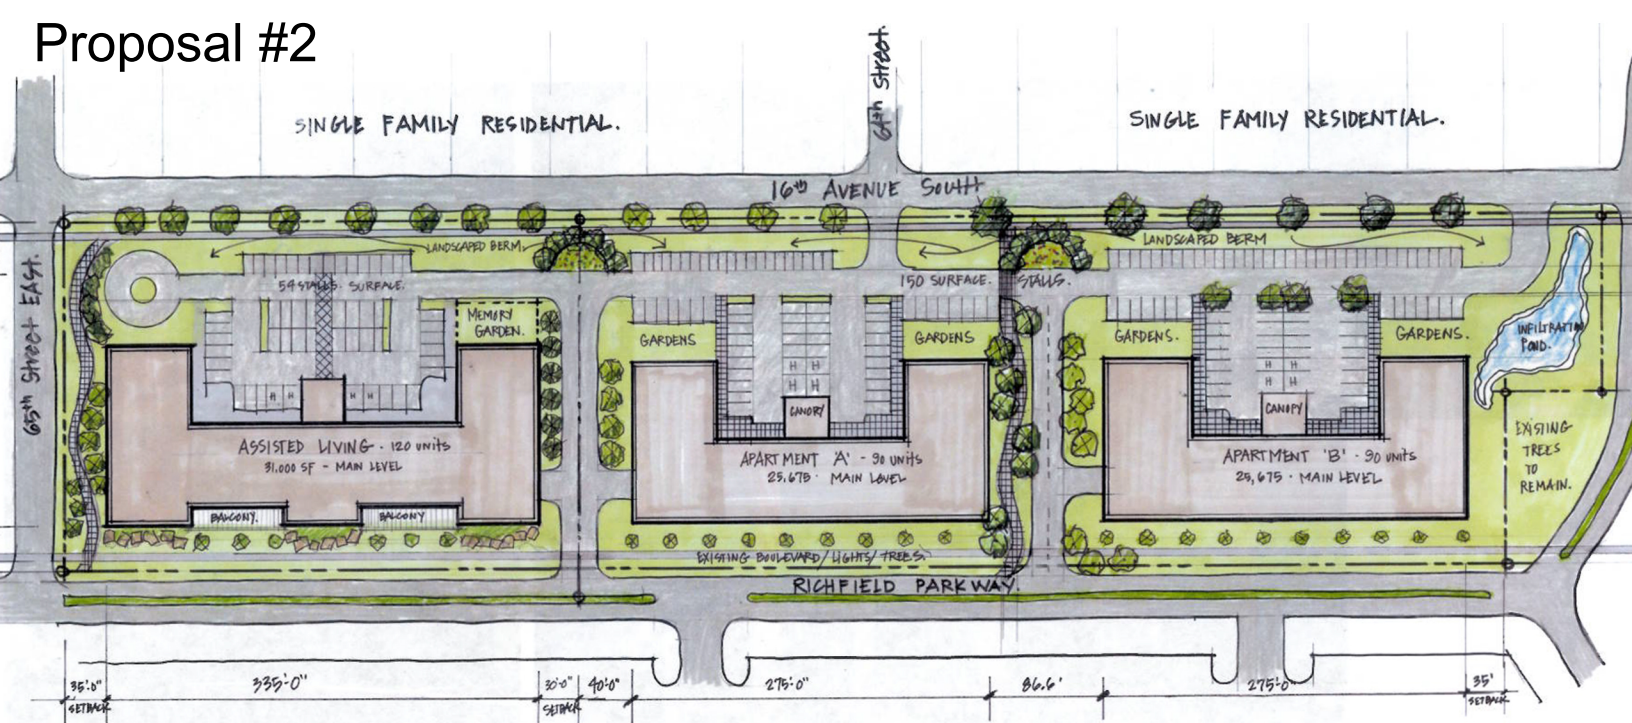 Proposal #2
64th Street.
SINGLE FAMILY RESIDENTIAL.
SINGLE FAMILY RESIDENTIAL.
16th AVENUE SOUTH
LANDSCAPED BERM.
LANDSCAPED BERM
65th Street EAST.
54 STALLS. SURFACE.
150 SURFACE. STALLS.
MEMORY
GARDEN.
GARDENS
GARDENS
GARDENS.
GARDENS.
INFILTRATION
POND.
H H
H H
H H
H H
H H
H H
CANOPY
CANOPY
ASSISTED LIVING · 120 units
31,000 SF - MAIN LEVEL
APARTMENT 'A' - 90 units
25,675 · MAIN LEVEL
APARTMENT 'B' · 90 units
25,675 · MAIN LEVEL
EXISTING
TREES
TO
REMAIN.
BALCONY.
BALCONY
EXISTING BOULEVARD/LIGHTS/TREES.
RICHFIELD PARKWAY.
35'-0" 335'-0" 30'-0" 40'-0" 275'-0" 86.6' 275'-0" 35'
SETBACK SETBACK SETBACK